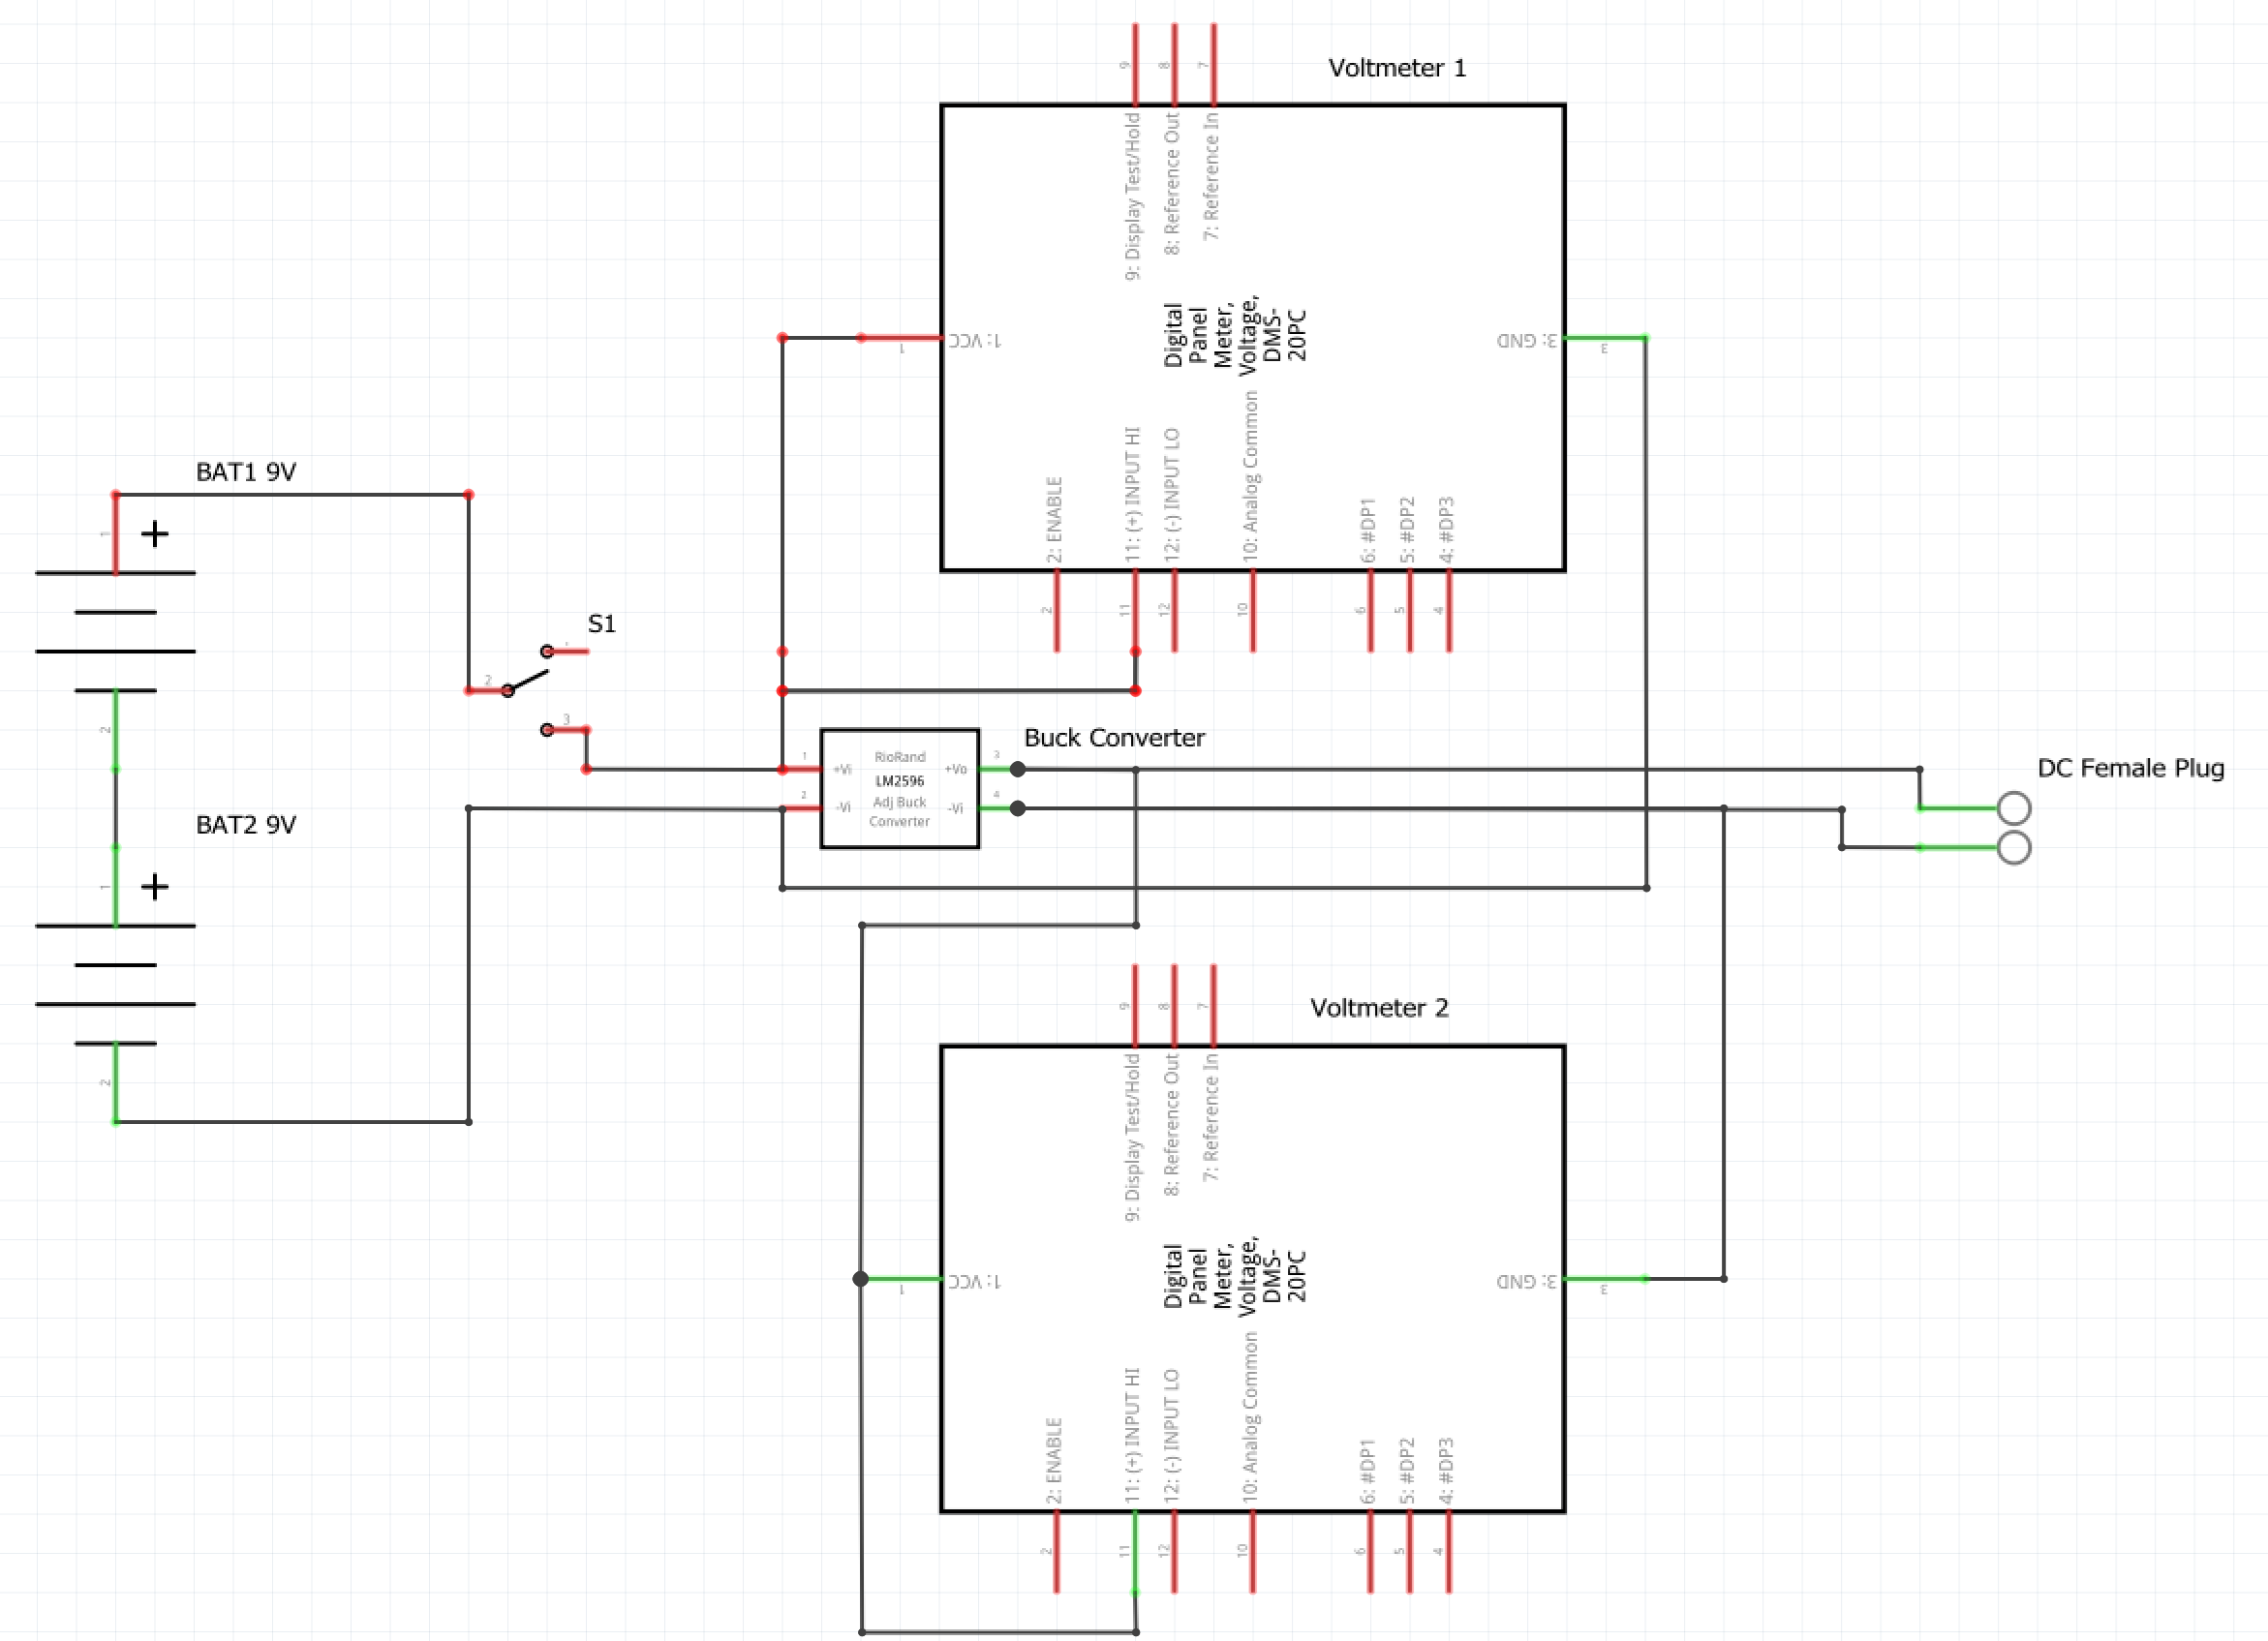 Voltmeter 1
9
8
7
9: Display Test/Hold
8: Reference Out
7: Reference In
Digital
Panel
Meter,
Voltage,
DMS-
20PC
1: VCC
1
3: GND
3
2: ENABLE
11: (+) INPUT HI
12: (-) INPUT LO
10: Analog Common
6: #DP1
5: #DP2
4: #DP3
2
11
12
10
6
5
4
BAT1 9V
1
+
2
S1
2
3
BAT2 9V
1
+
2
Buck Converter
1
2
+Vi
-Vi
RioRand
LM2596
Adj Buck
Converter
+Vo
-Vi
3
4
DC Female Plug
Voltmeter 2
9
8
7
9: Display Test/Hold
8: Reference Out
7: Reference In
Digital
Panel
Meter,
Voltage,
DMS-
20PC
1: VCC
1
3: GND
3
2: ENABLE
11: (+) INPUT HI
12: (-) INPUT LO
10: Analog Common
6: #DP1
5: #DP2
4: #DP3
2
11
12
10
6
5
4